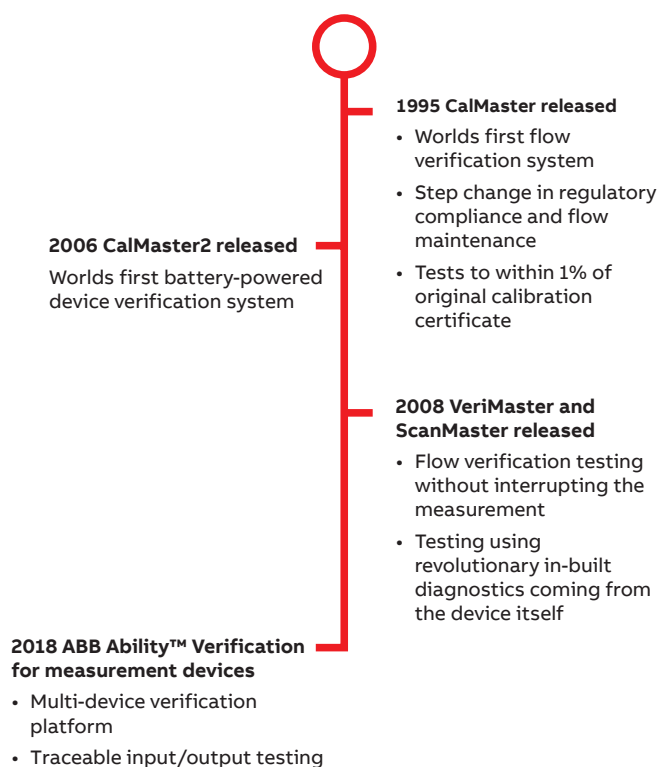 1995 CalMaster released
• Worlds first flow
verification system
• Step change in regulatory
compliance and flow
maintenance
• Tests to within 1% of
original calibration
certificate
2006 CalMaster2 released
Worlds first battery-powered
device verification system
2008 VeriMaster and
ScanMaster released
• Flow verification testing
without interrupting the
measurement
• Testing using
revolutionary in-built
diagnostics coming from
the device itself
2018 ABB Ability™ Verification
for measurement devices
• Multi-device verification
platform
• Traceable input/output testing